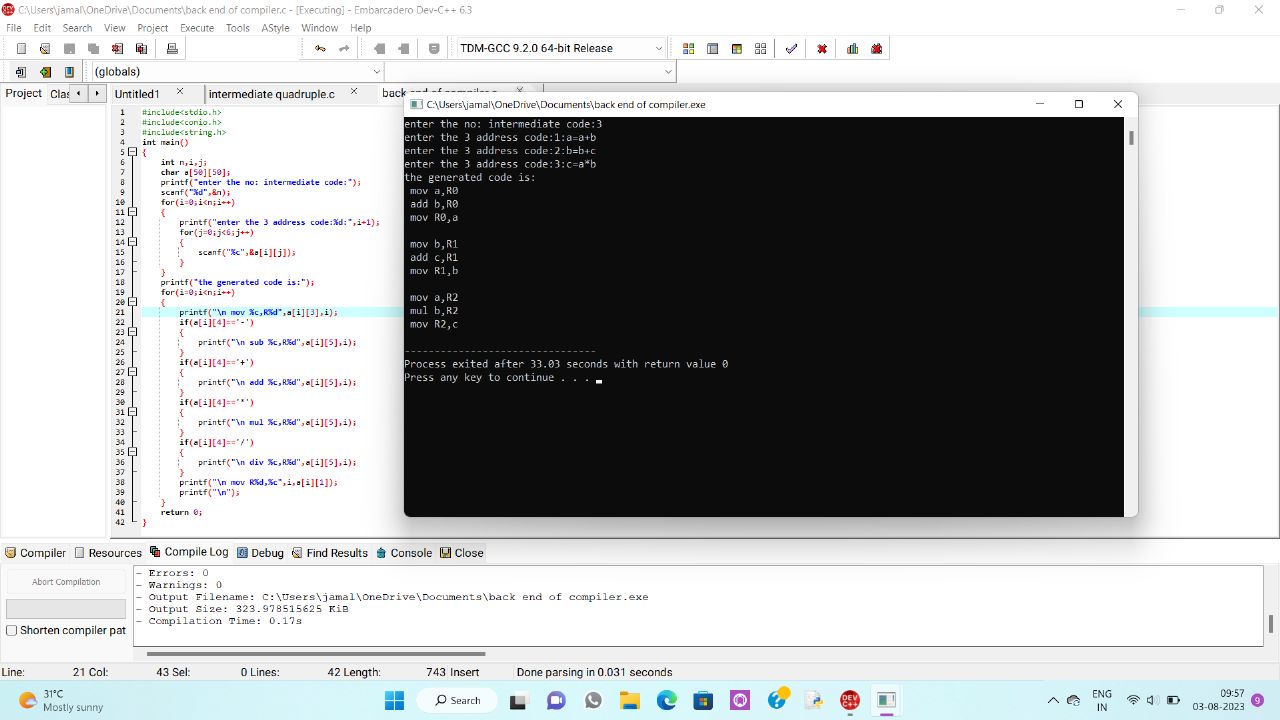 C:\Users\jamal\OneDrive\Documents\back end of compiler.c - [Executing] - Embarcadero Dev-C++ 6.3
File Edit Search View Project Execute Tools AStyle Window Help
TDM-GCC 9.2.0 64-bit Release
(globals)
Project Clas Untitled1 intermediate quadruple.c back end of compiler.c
1 #include<stdio.h>
2 #include<conio.h>
3 #include<string.h>
4 int main()
5 {
6 int n,i,j;
7 char a[50][50];
8 printf("enter the no: intermediate code:");
9 scanf("%d",&n);
10 for(i=0;i<n;i++)
11 {
12 printf("enter the 3 address code:%d:",i+1);
13 for(j=0;j<6;j++)
14 {
15 scanf("%c",&a[i][j]);
16 }
17 }
18 printf("the generated code is:");
19 for(i=0;i<n;i++)
20 {
21 printf("\n mov %c,R%d",a[i][3],i);
22 if(a[i][4]=='-')
23 {
24 printf("\n sub %c,R%d",a[i][5],i);
25 }
26 if(a[i][4]=='+')
27 {
28 printf("\n add %c,R%d",a[i][5],i);
29 }
30 if(a[i][4]=='*')
31 {
32 printf("\n mul %c,R%d",a[i][5],i);
33 }
34 if(a[i][4]=='/')
35 {
36 printf("\n div %c,R%d",a[i][5],i);
37 }
38 printf("\n mov R%d,%c",i,a[i][1]);
39 printf("\n");
40 }
41 return 0;
42 }
C:\Users\jamal\OneDrive\Documents\back end of compiler.exe
enter the no: intermediate code:3
enter the 3 address code:1:a=a+b
enter the 3 address code:2:b=b+c
enter the 3 address code:3:c=a*b
the generated code is:
mov a,R0
add b,R0
mov R0,a
mov b,R1
add c,R1
mov R1,b
mov a,R2
mul b,R2
mov R2,c
--------------------------------
Process exited after 33.03 seconds with return value 0
Press any key to continue . . .
Compiler Resources Compile Log Debug Find Results Console Close
Abort Compilation
Shorten compiler pat
- Errors: 0
- Warnings: 0
- Output Filename: C:\Users\jamal\OneDrive\Documents\back end of compiler.exe
- Output Size: 323.978515625 KiB
- Compilation Time: 0.17s
Line: 21 Col: 43 Sel: 0 Lines: 42 Length: 743 Insert Done parsing in 0.031 seconds
31°C
Mostly sunny
Search
DEV C++
ENG
IN
09:57
03-08-2023
9